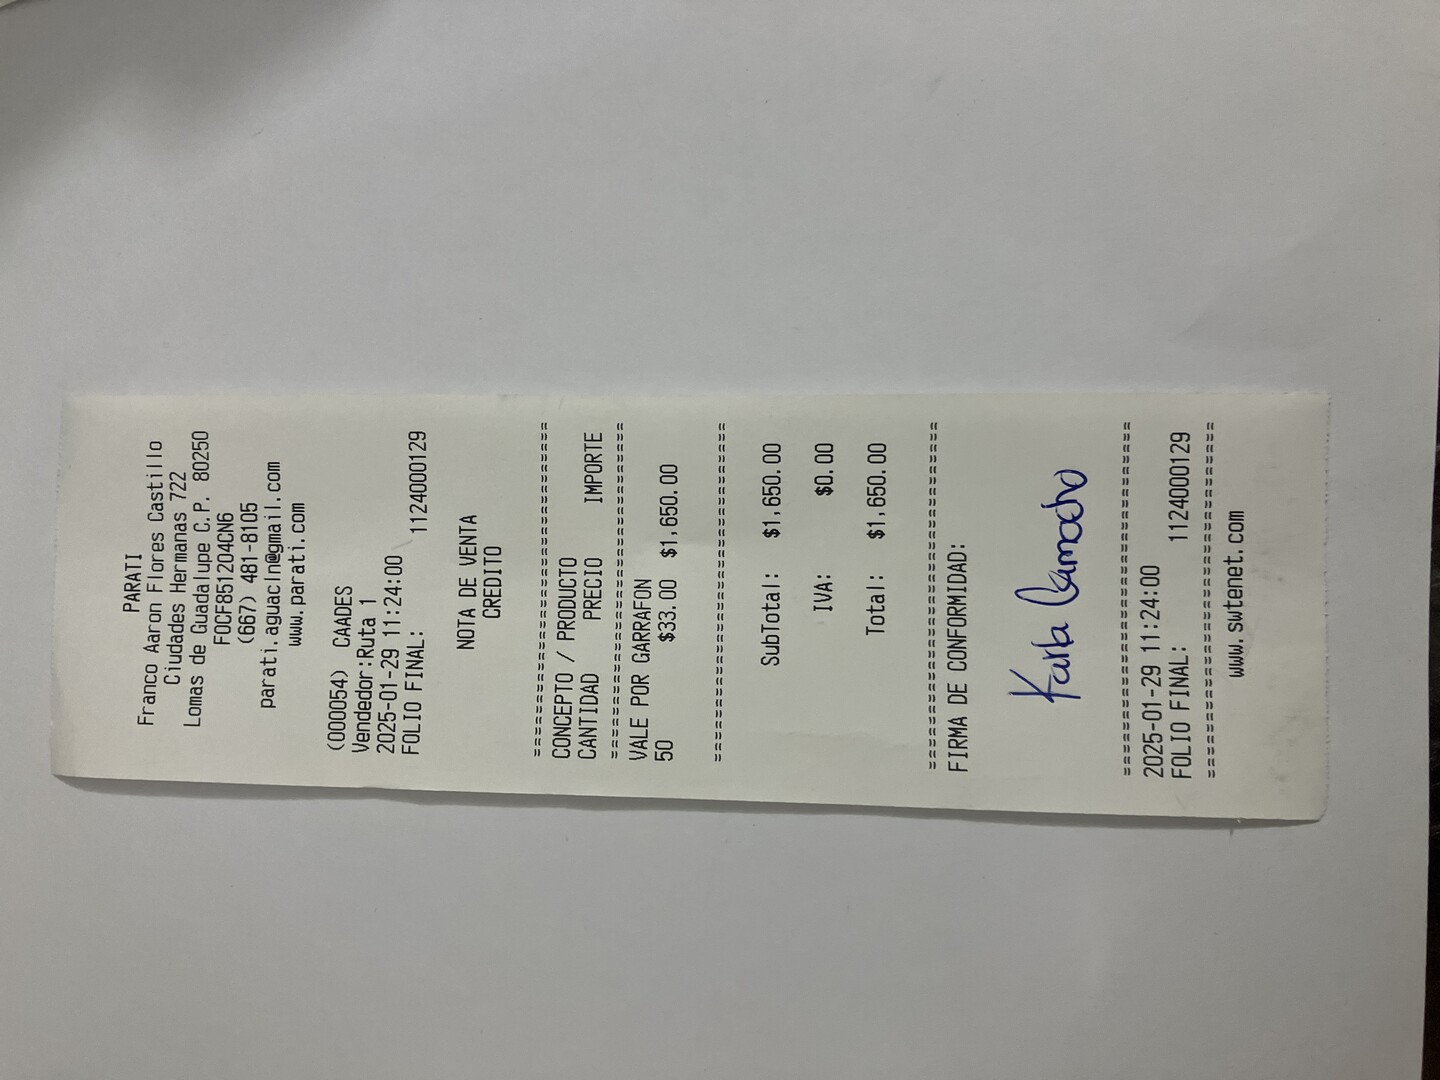 PARATI
Franco Aaron Flores Castillo
Ciudades Hermanas 722
Lomas de Guadalupe C.P. 80250
FOCF851204CN6
(667) 481-8105
parati.aguacln@gmail.com
www.parati.com
(000054) CAADES
Vendedor:Ruta 1
2025-01-29 11:24:00
FOLIO FINAL: 1124000129
NOTA DE VENTA
CREDITO
==============================
CONCEPTO / PRODUCTO
CANTIDAD PRECIO IMPORTE
==============================
VALE POR GARRAFON
50 $33.00 $1,650.00
==============================
SubTotal: $1,650.00
IVA: $0.00
Total: $1,650.00
==============================
FIRMA DE CONFORMIDAD:
Karla Camacho
==============================
2025-01-29 11:24:00
FOLIO FINAL: 1124000129
==============================
www.swtenet.com